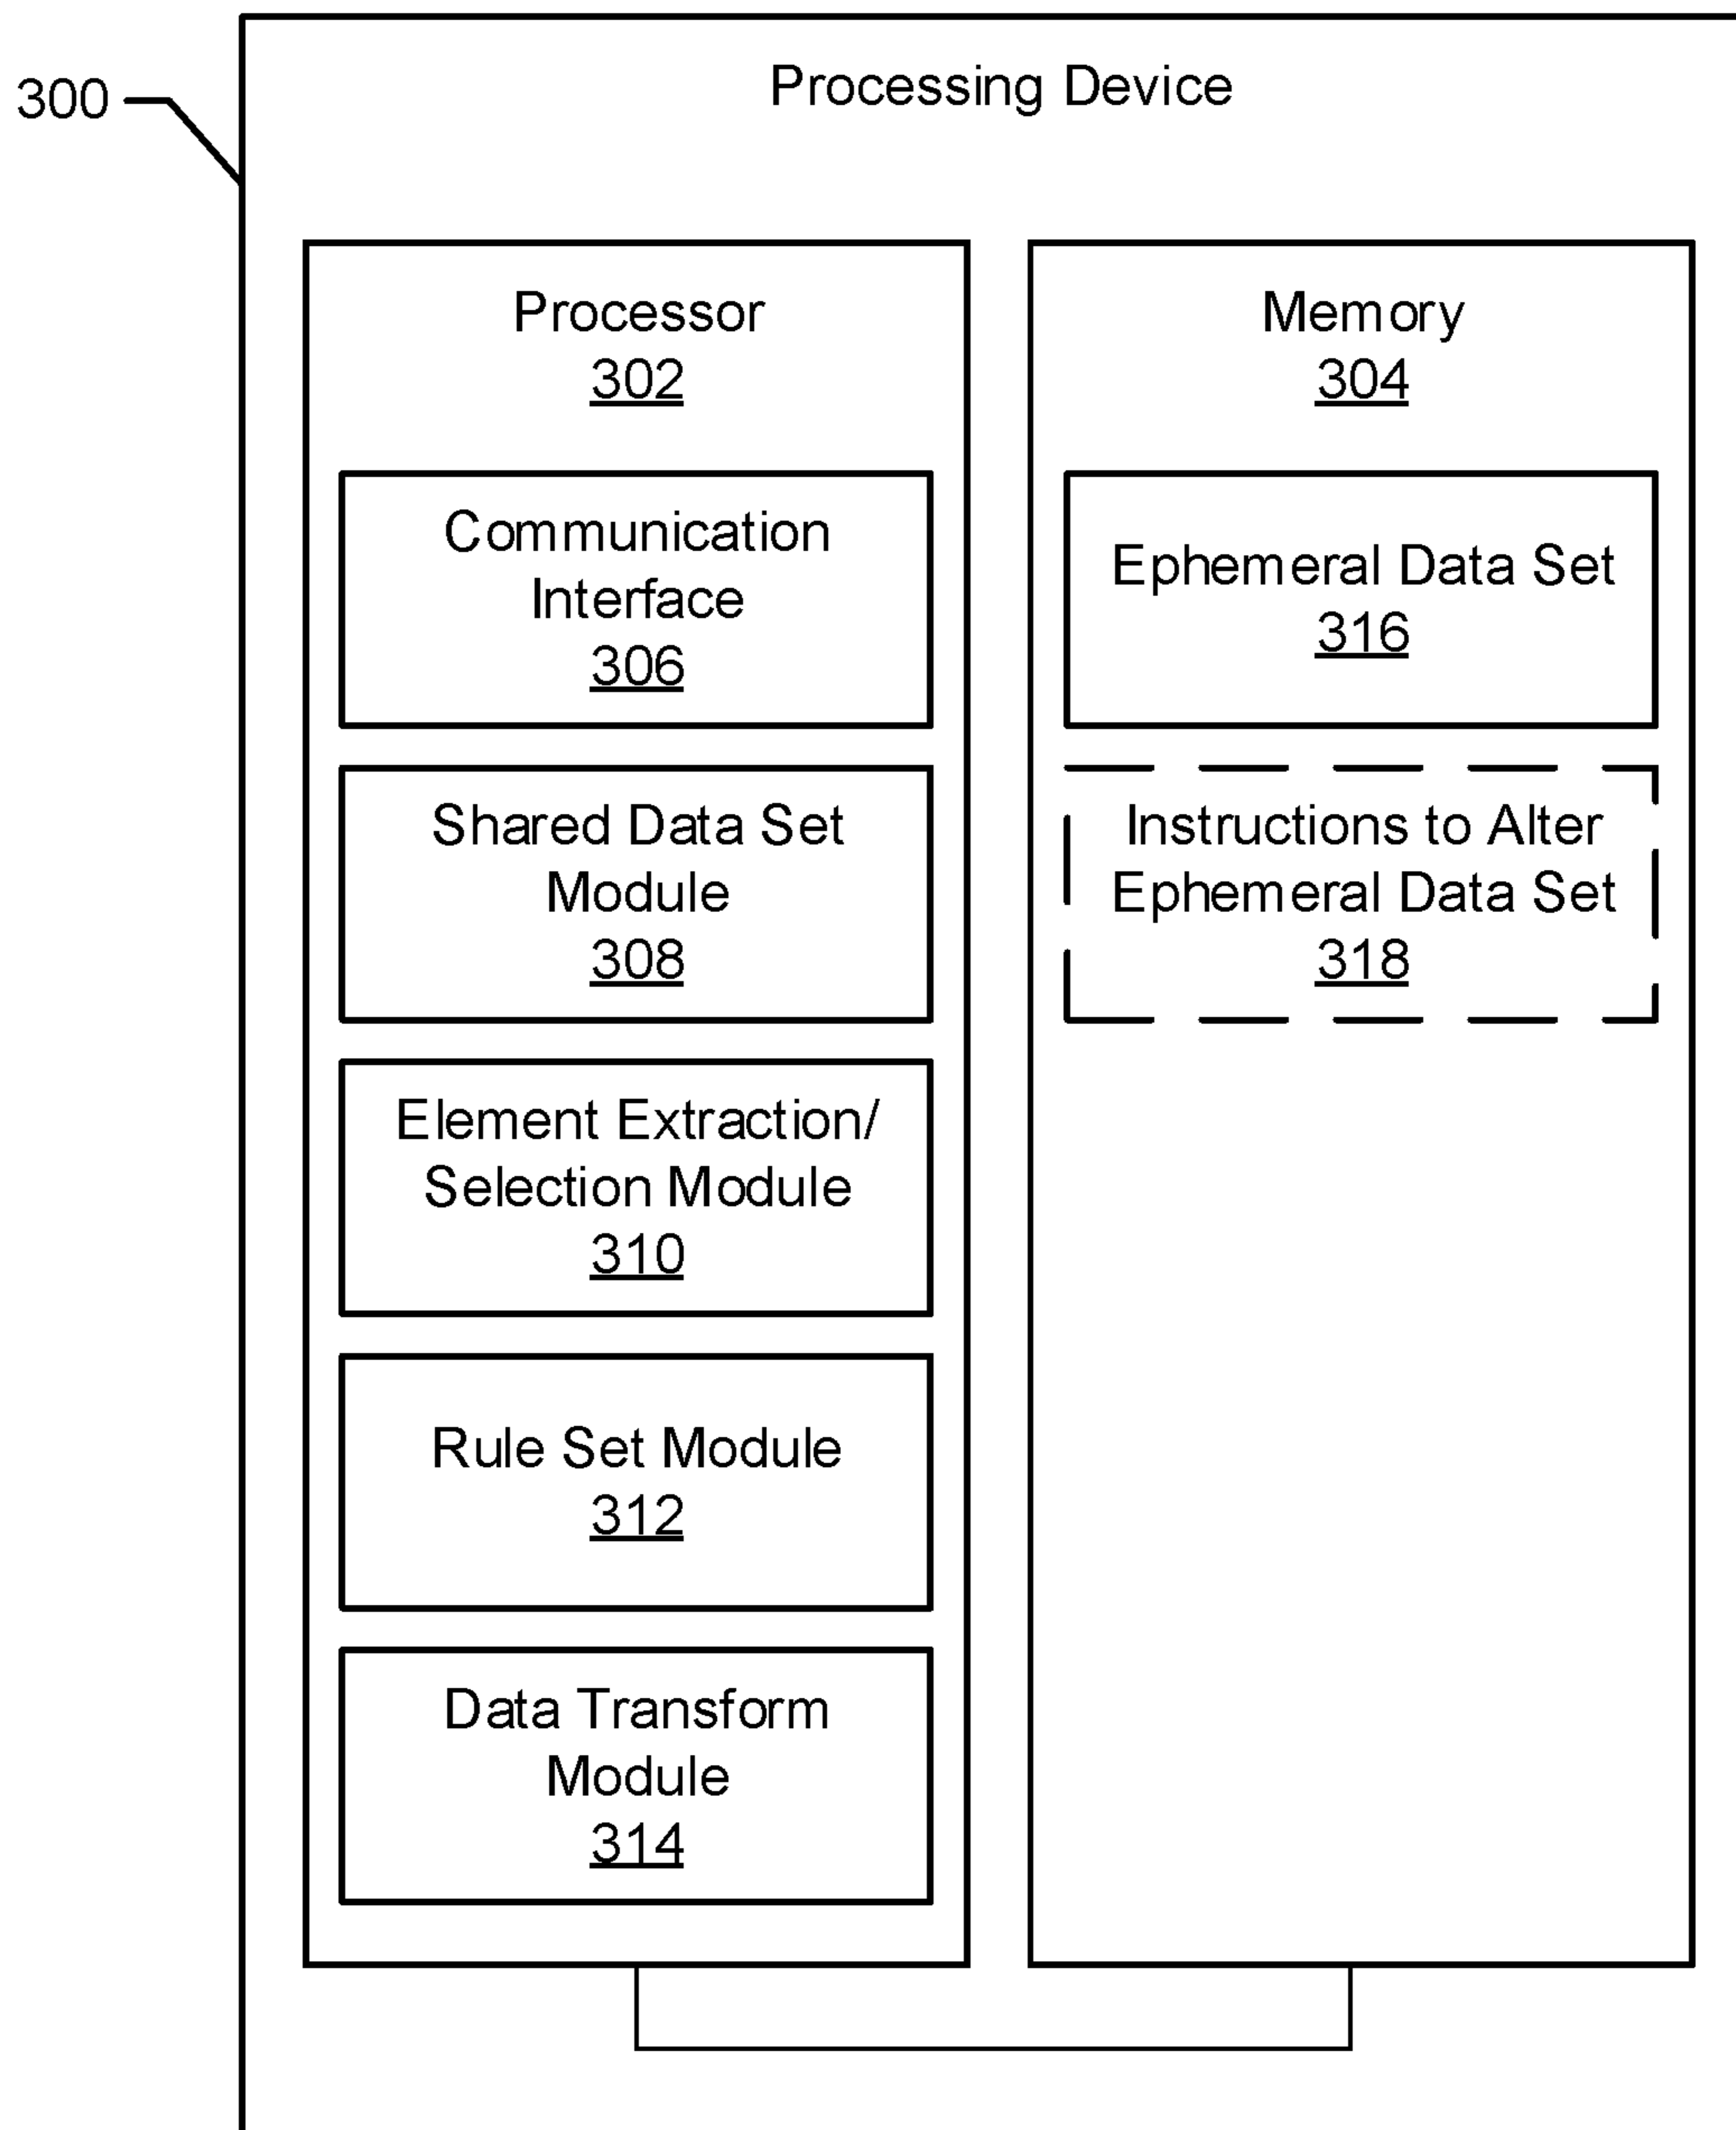 Processing Device
300
Processor
302
Communication
Interface
306
Shared Data Set
Module
308
Element Extraction/
Selection Module
310
Rule Set Module
312
Data Transform
Module
314
Memory
304
Ephemeral Data Set
316
Instructions to Alter
Ephemeral Data Set
318